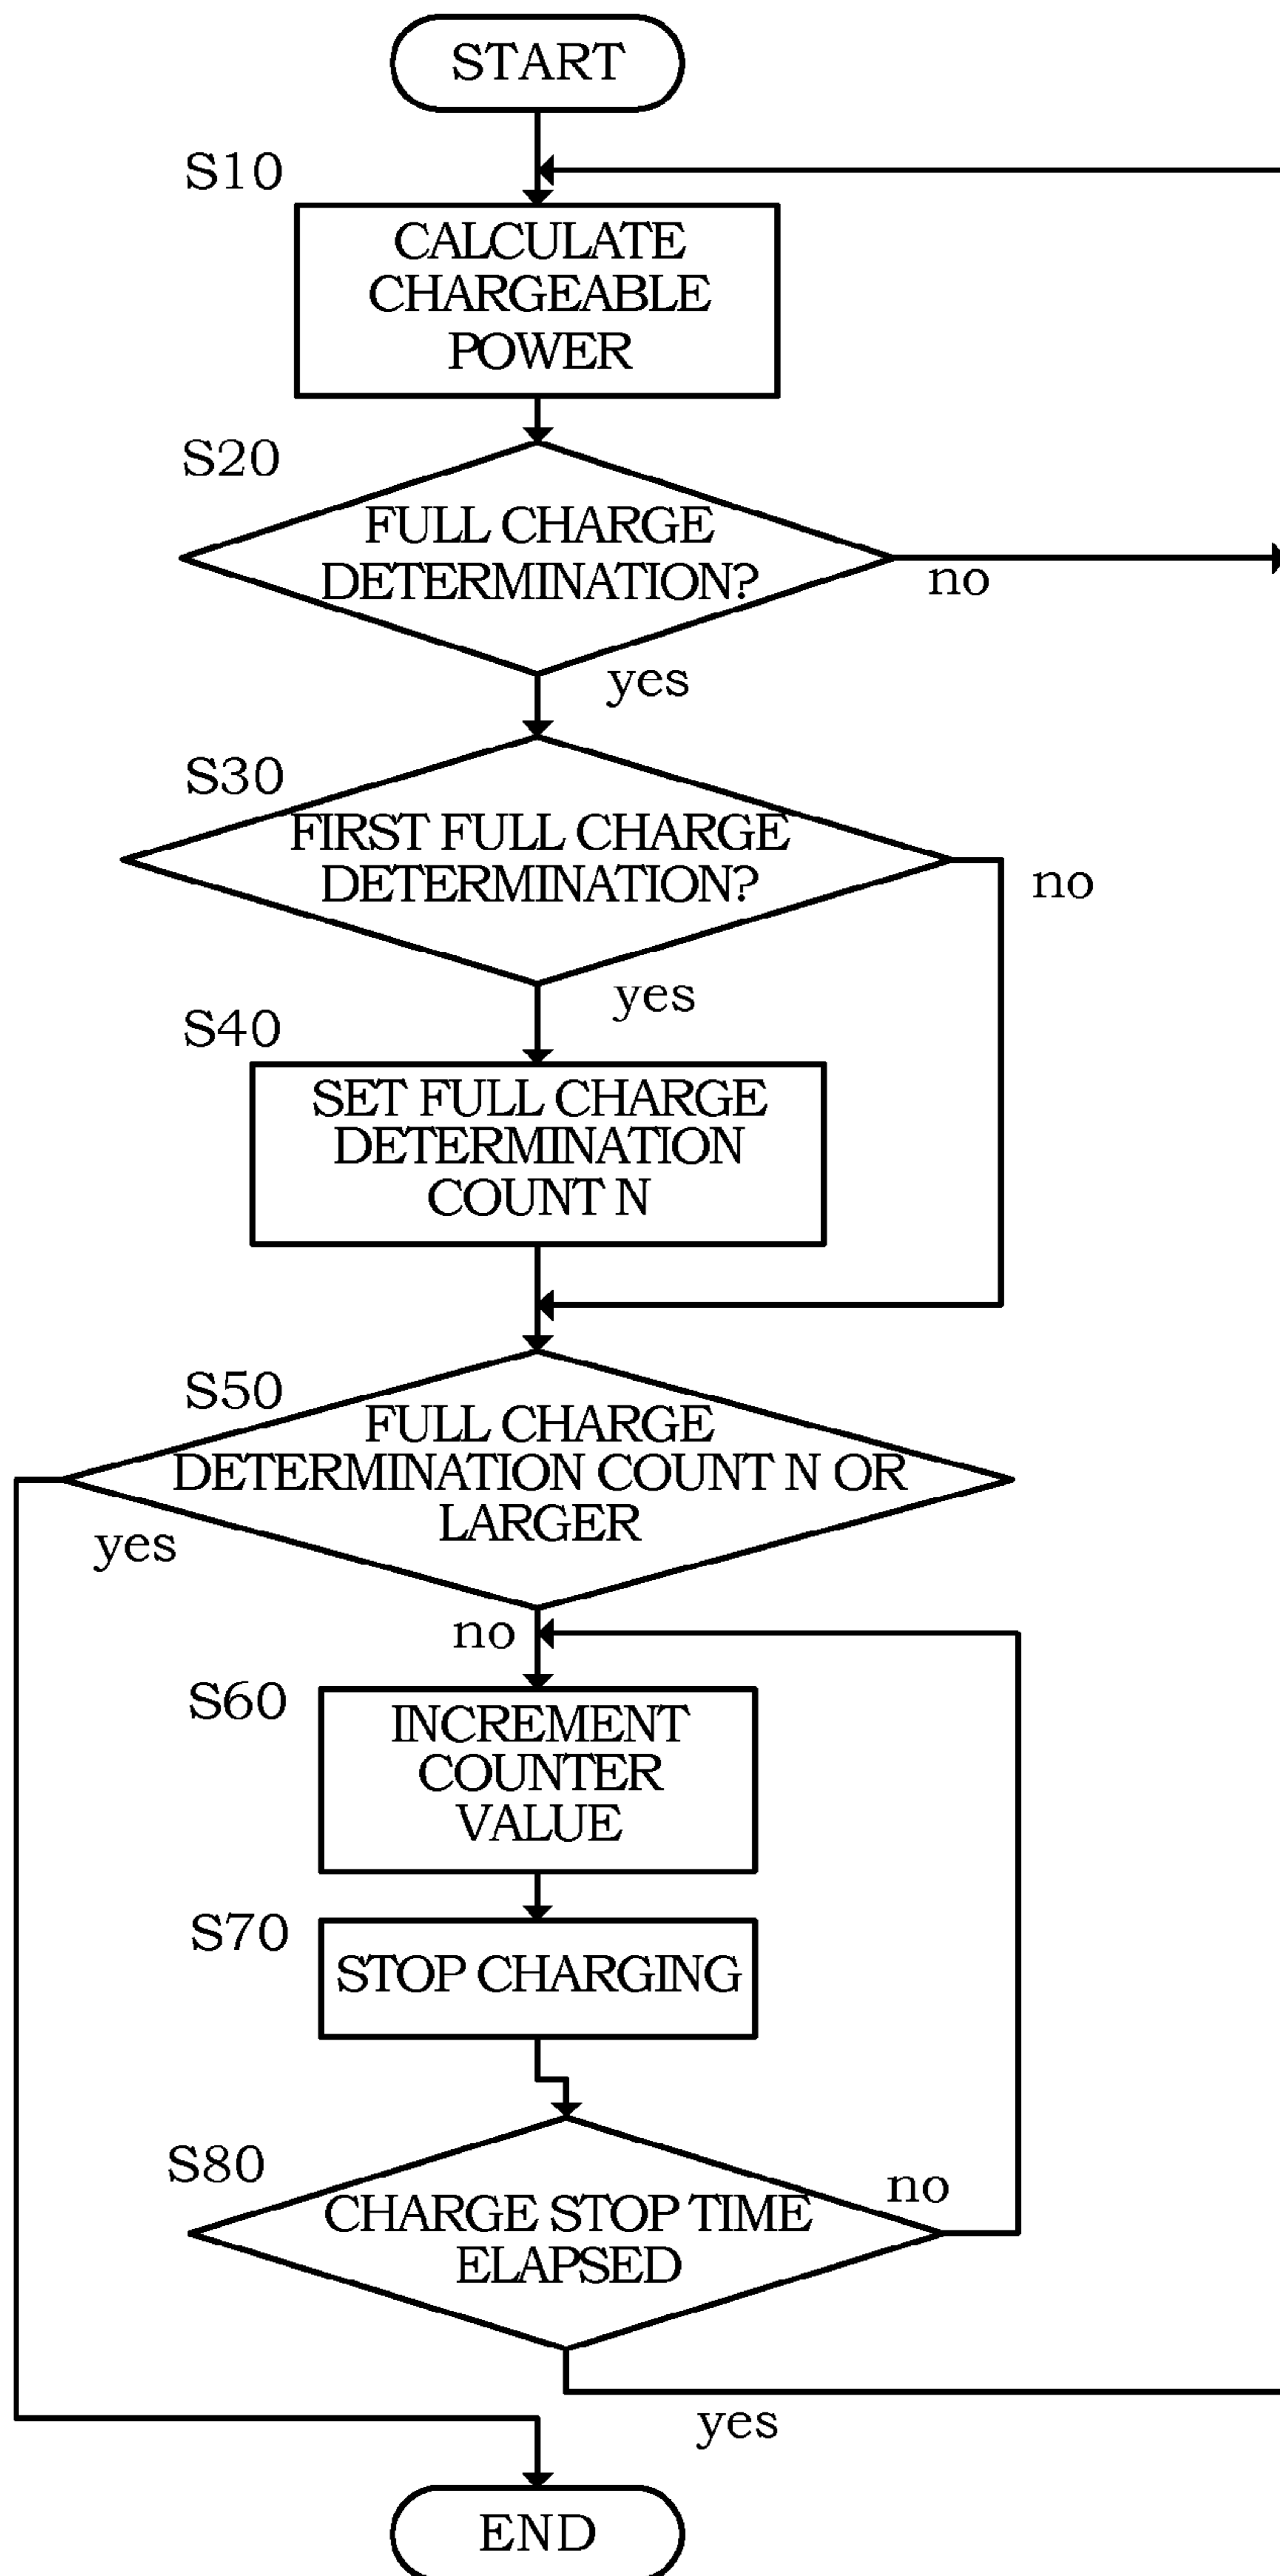 START
S10
CALCULATE
CHARGEABLE
POWER
S20
FULL CHARGE
DETERMINATION?
no
yes
S30
FIRST FULL CHARGE
DETERMINATION?
no
yes
S40
SET FULL CHARGE
DETERMINATION
COUNT N
S50
FULL CHARGE
DETERMINATION COUNT N OR
LARGER
yes
no
S60
INCREMENT
COUNTER
VALUE
S70
STOP CHARGING
S80
no
CHARGE STOP TIME
ELAPSED
yes
END